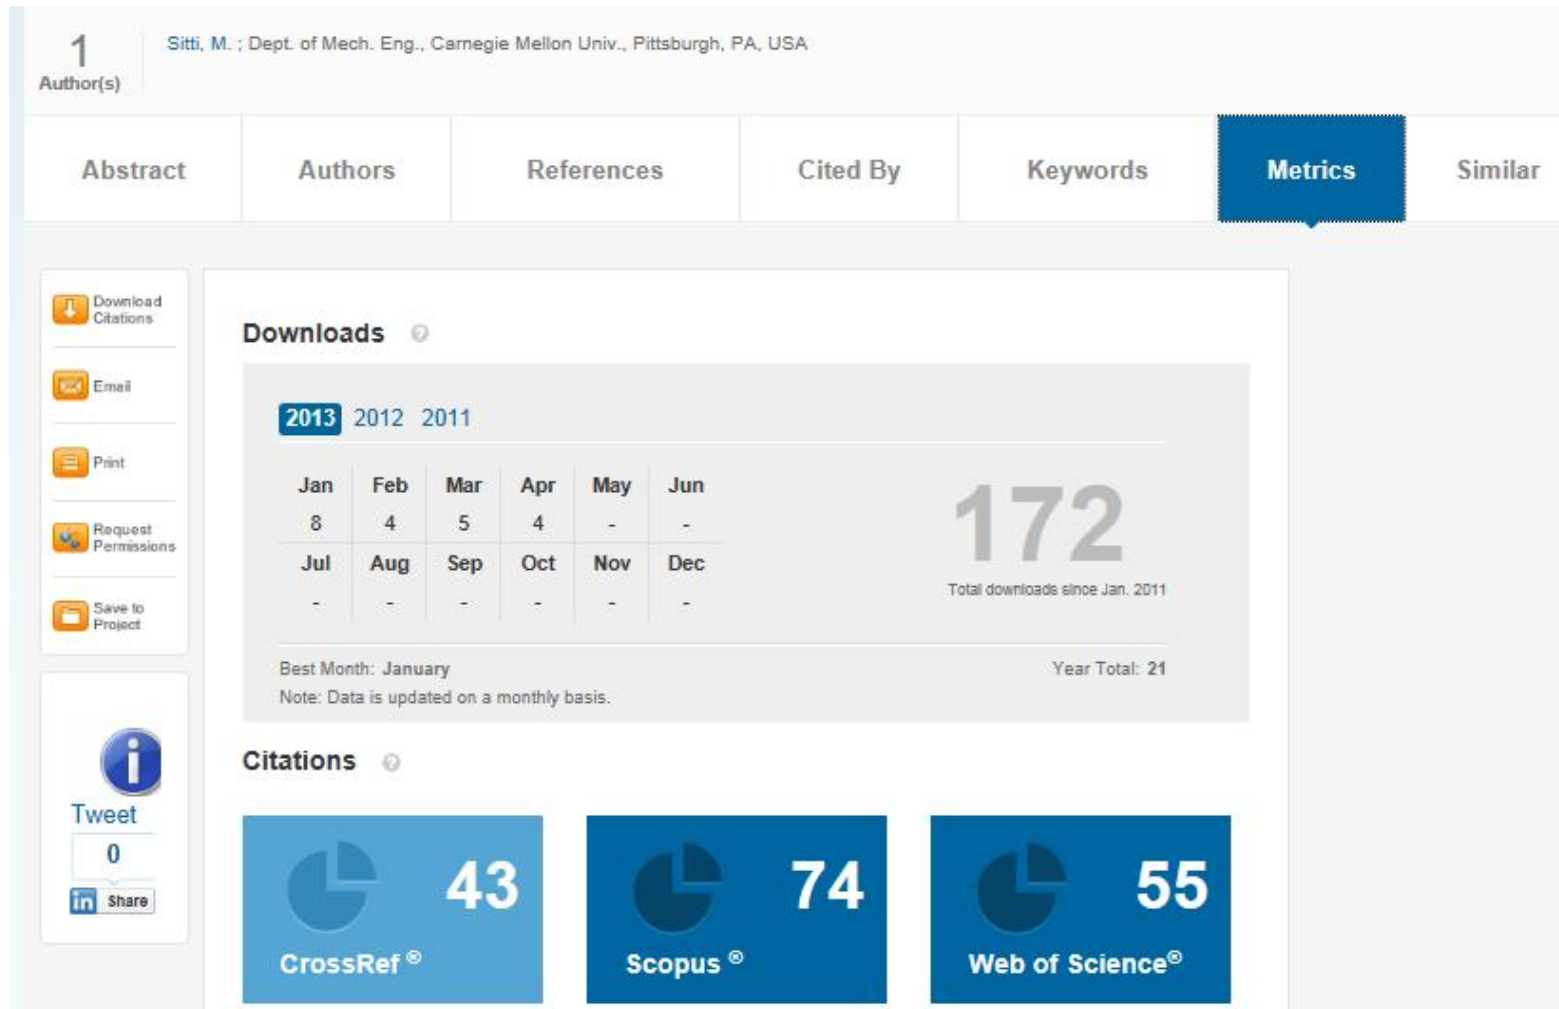 1
Author(s)
Sitti, M. ; Dept. of Mech. Eng., Carnegie Mellon Univ., Pittsburgh, PA, USA
Abstract Authors References Cited By Keywords Metrics Similar
Download
Citations
Email
Print
Request
Permissions
Save to
Project
i
Tweet
0
in Share
Downloads ?
2013 2012 2011
Jan Feb Mar Apr May Jun
8 4 5 4 - -
Jul Aug Sep Oct Nov Dec
- - - - - -
172
Total downloads since Jan. 2011
Best Month: January Year Total: 21
Note: Data is updated on a monthly basis.
Citations ?
43 74 55
CrossRef ® Scopus ® Web of Science®